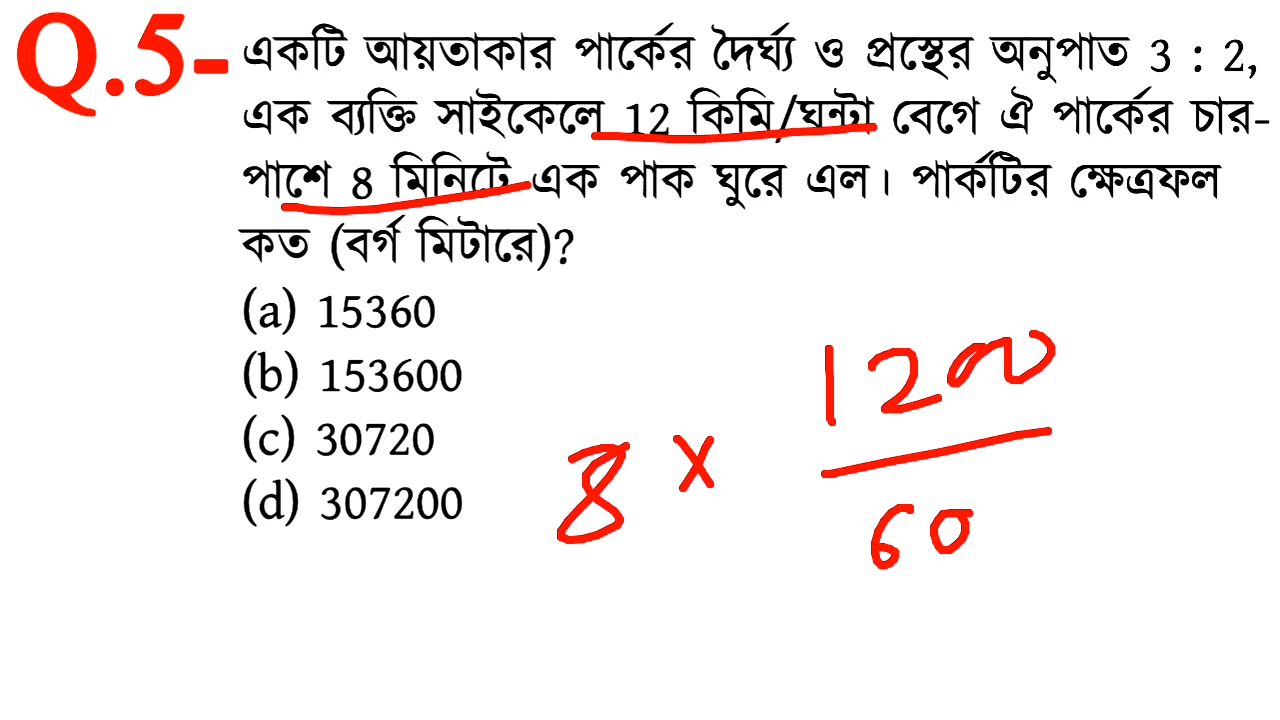 Q.5- একটি আয়তাকার পার্কের দৈর্ঘ্য ও প্রস্থের অনুপাত 3 : 2,
এক ব্যক্তি সাইকেলে 12 কিমি/ঘন্টা বেগে ঐ পার্কের চার-
পাশে 8 মিনিটে এক পাক ঘুরে এল। পার্কটির ক্ষেত্রফল
কত (বর্গ মিটারে)?
(a) 15360
(b) 153600
(c) 30720
(d) 307200
8 x 1200
60